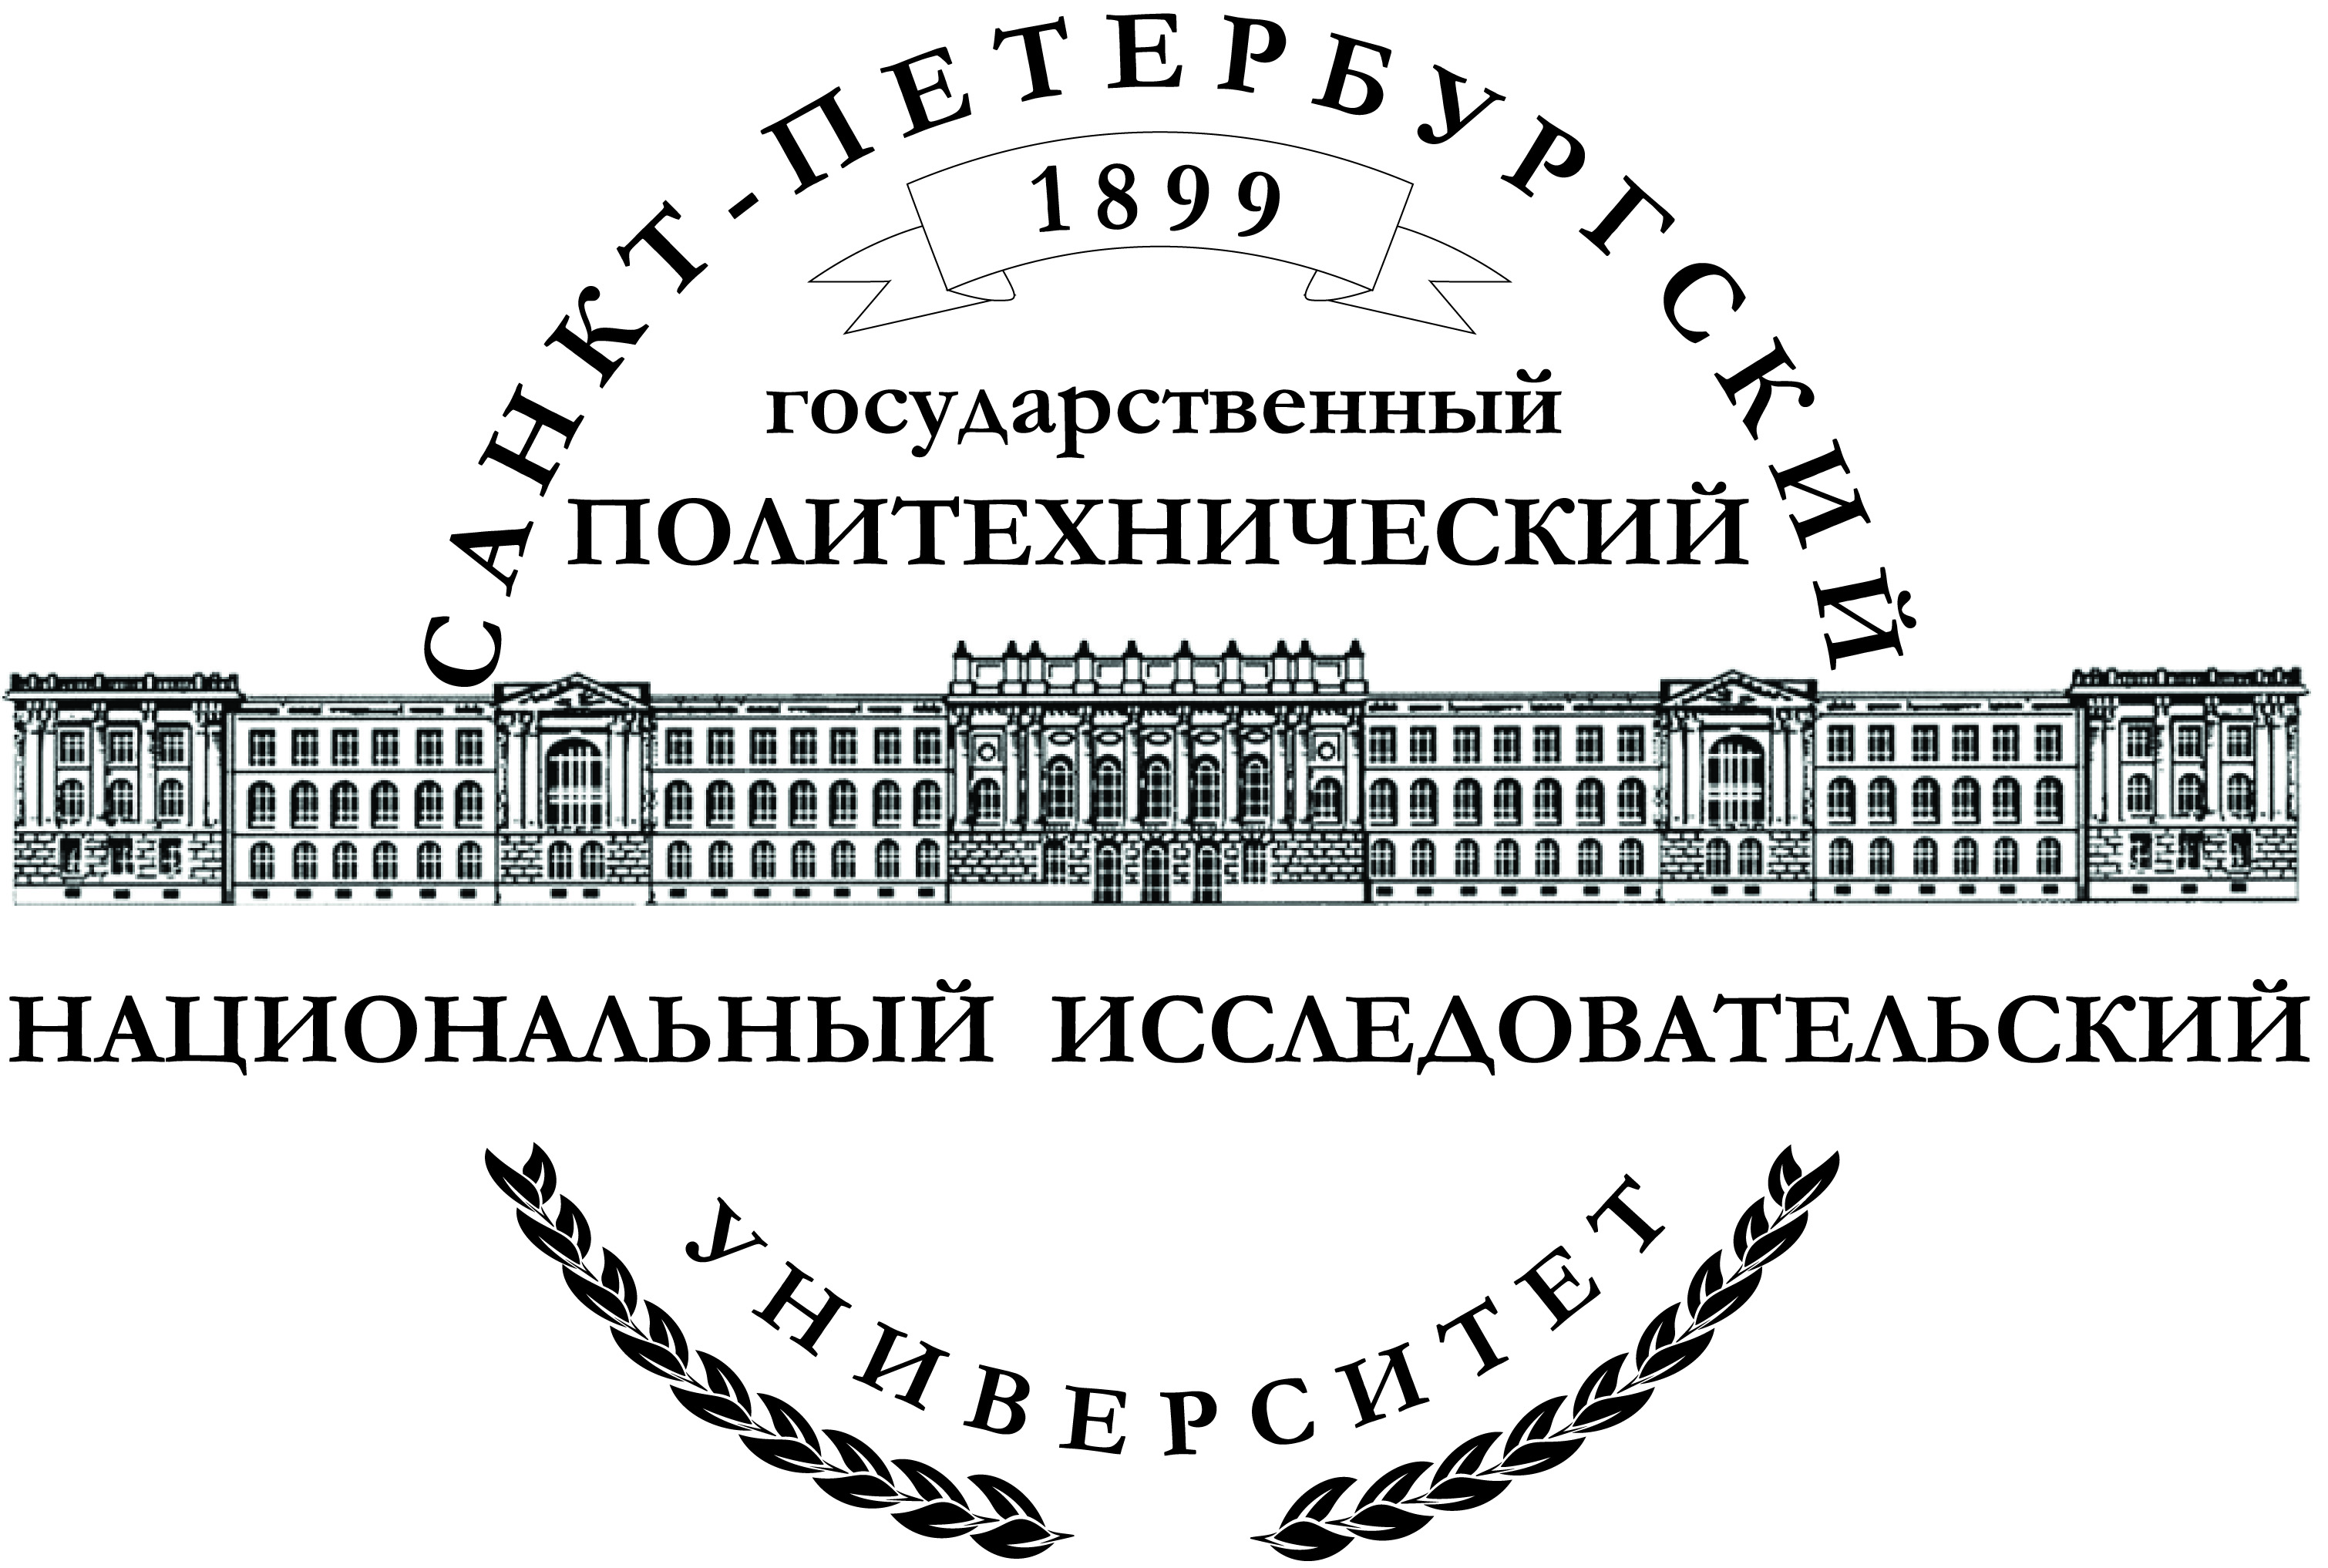 САНКТ-ПЕТЕРБУРГСКИЙ
1899
государственный
ПОЛИТЕХНИЧЕСКИЙ
НАЦИОНАЛЬНЫЙ ИССЛЕДОВАТЕЛЬСКИЙ
УНИВЕРСИТЕТ